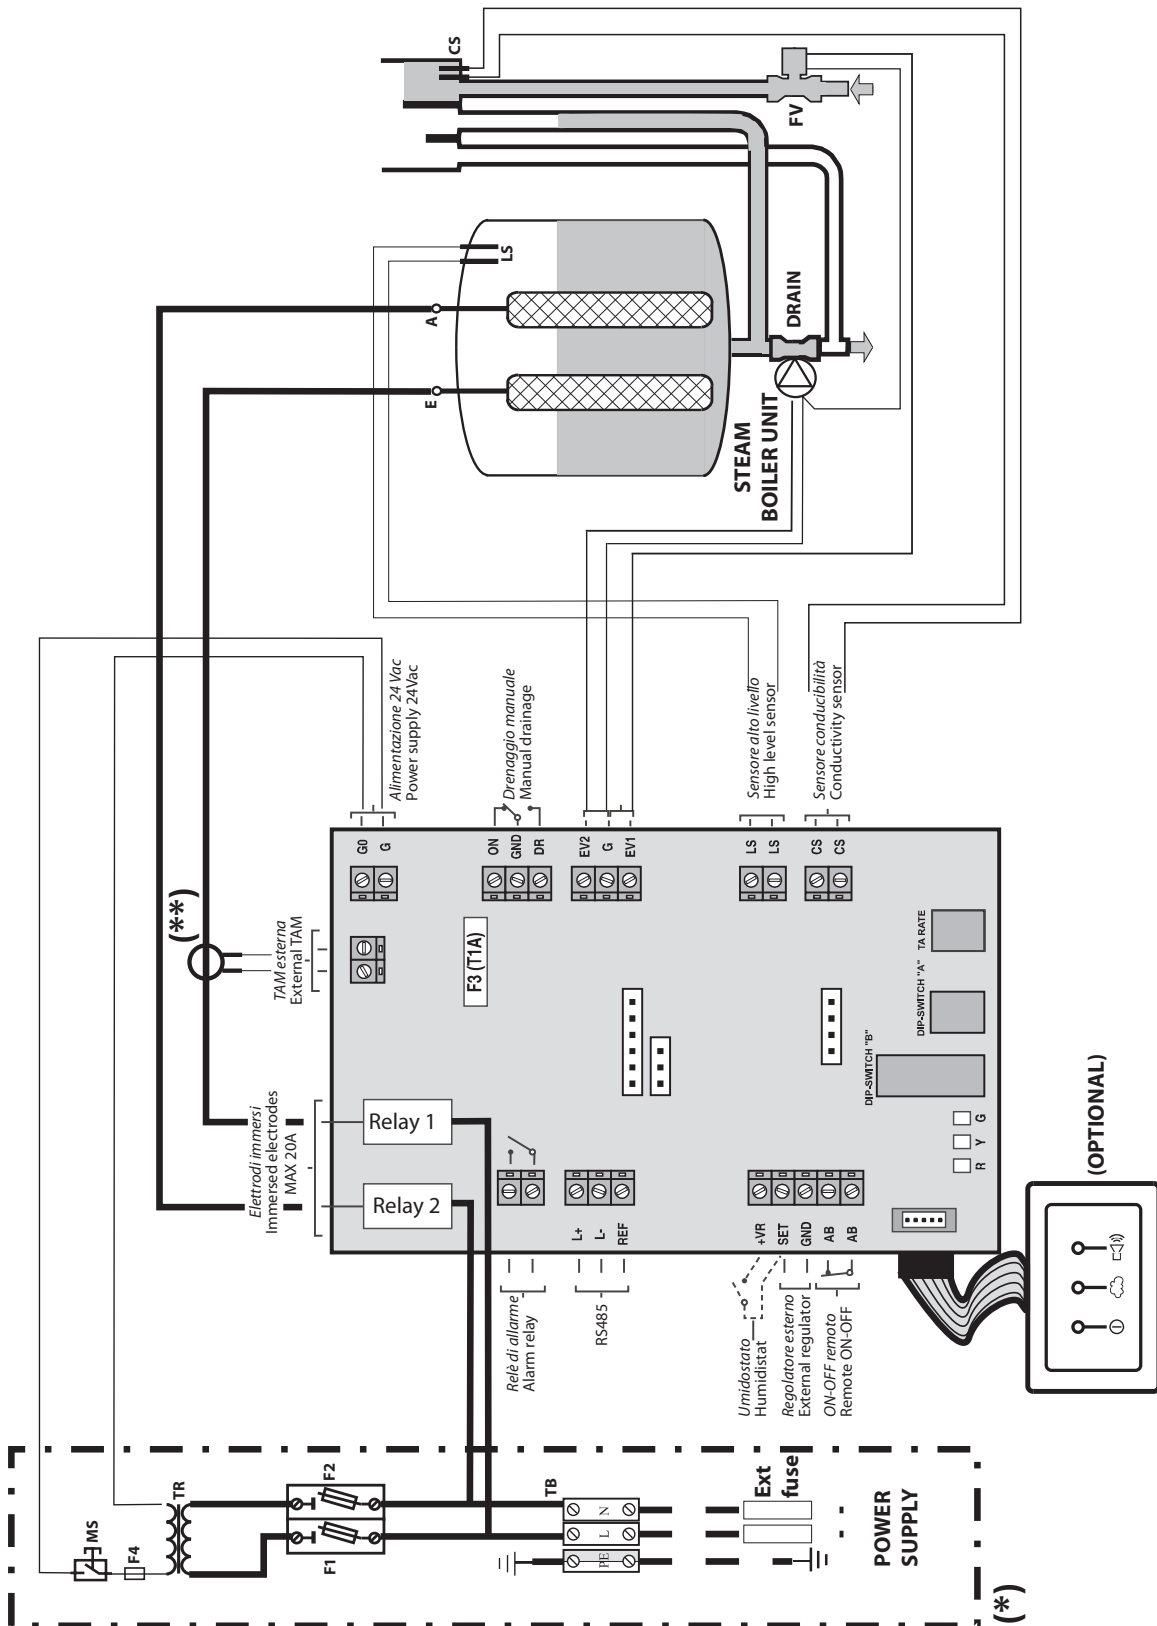 CS
FV
LS
A
E
DRAIN
STEAM
BOILER UNIT
Alimentazione 24 Vac
Power supply 24Vac
Drenaggio manuale
Manual drainage
Sensore alto livello
High level sensor
Sensore conducibilità
Conductivity sensor
G0
G
ON
GND
DR
EV2
G
EV1
LS
LS
CS
CS
(**)
TAM esterna
External TAM
F3 (T1A)
TA RATE
DIP-SWITCH "A"
DIP-SWITCH "B"
Elettrodi immersi
Immersed electrodes
MAX 20A
Relay 1
Relay 2
R
Y
G
L+
L-
REF
+VR
SET
GND
AB
AB
Relè di allarme
Alarm relay
RS485
Umidostato
Humidistat
Regolatore esterno
External regulator
ON-OFF remoto
Remote ON-OFF
(OPTIONAL)
MS
F4
TR
F2
F1
TB
N
L
PE
Ext
fuse
POWER
SUPPLY
(*)